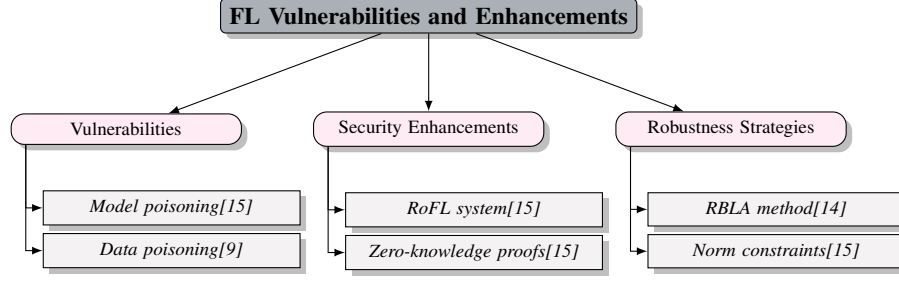 FL Vulnerabilities and Enhancements
Vulnerabilities
Security Enhancements
Robustness Strategies
Model poisoning[15]
RoFL system[15]
RBLA method[14]
Data poisoning[9]
Zero-knowledge proofs[15]
Norm constraints[15]